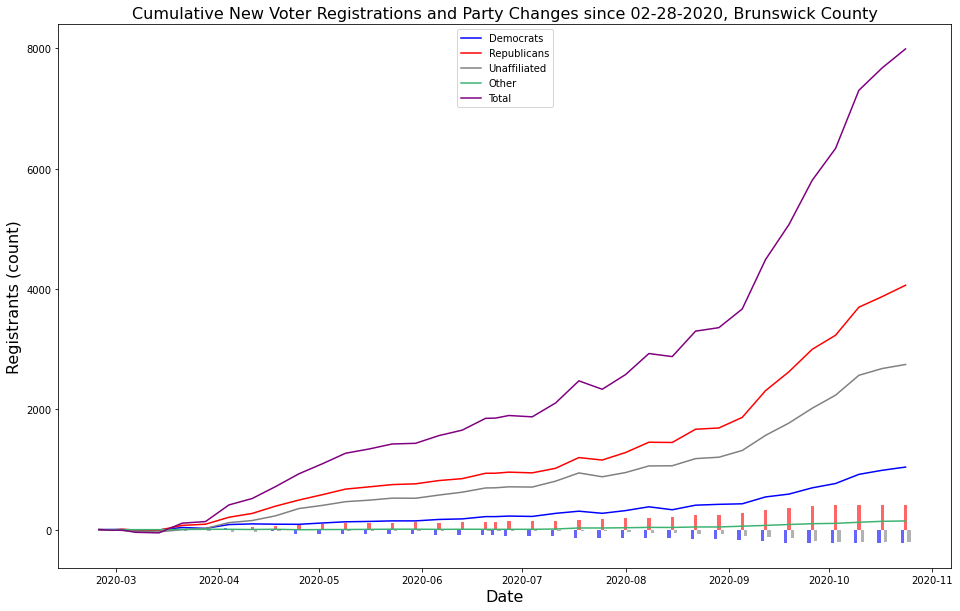 Cumulative New Voter Registrations and Party Changes since 02-28-2020, Brunswick County
Democrats
Republicans
Unaffiliated
Other
Total
Registrants (count)
8000
6000
4000
2000
0
2020-03
2020-04
2020-05
2020-06
2020-07
2020-08
2020-09
2020-10
2020-11
Date